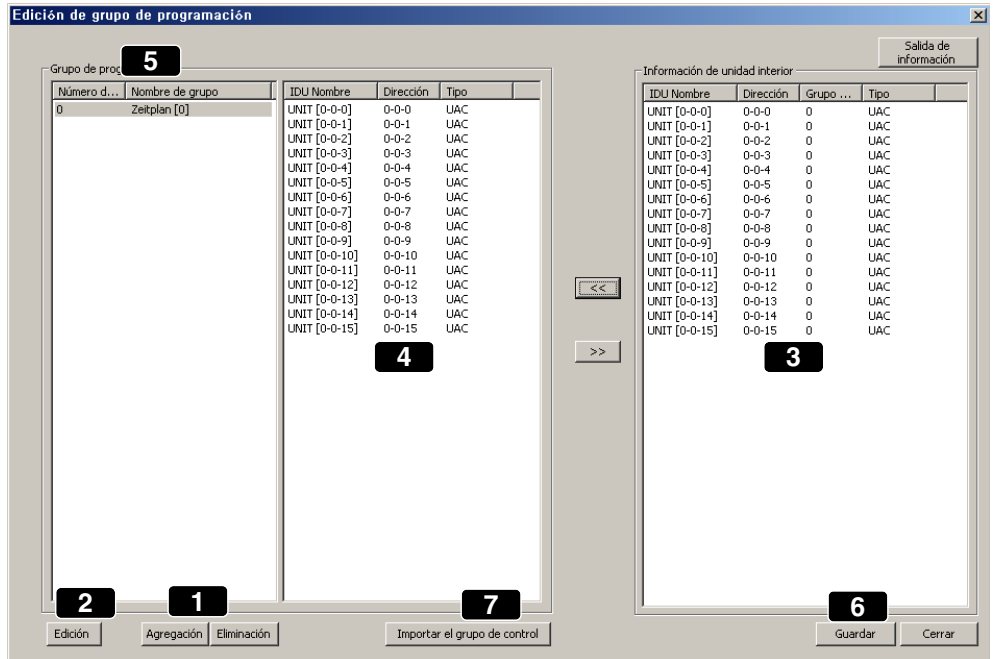 Edición de grupo de programación
Salida de
información
5
Grupo de prog
Información de unidad interior
Número d... Nombre de grupo
0 Zeitplan [0]
IDU Nombre Dirección Tipo
UNIT [0-0-0] 0-0-0 UAC
UNIT [0-0-1] 0-0-1 UAC
UNIT [0-0-2] 0-0-2 UAC
UNIT [0-0-3] 0-0-3 UAC
UNIT [0-0-4] 0-0-4 UAC
UNIT [0-0-5] 0-0-5 UAC
UNIT [0-0-6] 0-0-6 UAC
UNIT [0-0-7] 0-0-7 UAC
UNIT [0-0-8] 0-0-8 UAC
UNIT [0-0-9] 0-0-9 UAC
UNIT [0-0-10] 0-0-10 UAC
UNIT [0-0-11] 0-0-11 UAC
UNIT [0-0-12] 0-0-12 UAC
UNIT [0-0-13] 0-0-13 UAC
UNIT [0-0-14] 0-0-14 UAC
UNIT [0-0-15] 0-0-15 UAC
4
<<
>>
IDU Nombre Dirección Grupo ... Tipo
UNIT [0-0-0] 0-0-0 0 UAC
UNIT [0-0-1] 0-0-1 0 UAC
UNIT [0-0-2] 0-0-2 0 UAC
UNIT [0-0-3] 0-0-3 0 UAC
UNIT [0-0-4] 0-0-4 0 UAC
UNIT [0-0-5] 0-0-5 0 UAC
UNIT [0-0-6] 0-0-6 0 UAC
UNIT [0-0-7] 0-0-7 0 UAC
UNIT [0-0-8] 0-0-8 0 UAC
UNIT [0-0-9] 0-0-9 0 UAC
UNIT [0-0-10] 0-0-10 0 UAC
UNIT [0-0-11] 0-0-11 0 UAC
UNIT [0-0-12] 0-0-12 0 UAC
UNIT [0-0-13] 0-0-13 0 UAC
UNIT [0-0-14] 0-0-14 0 UAC
UNIT [0-0-15] 0-0-15 0 UAC
3
2 1 7 6
Edición Agregación Eliminación Importar el grupo de control Guardar Cerrar